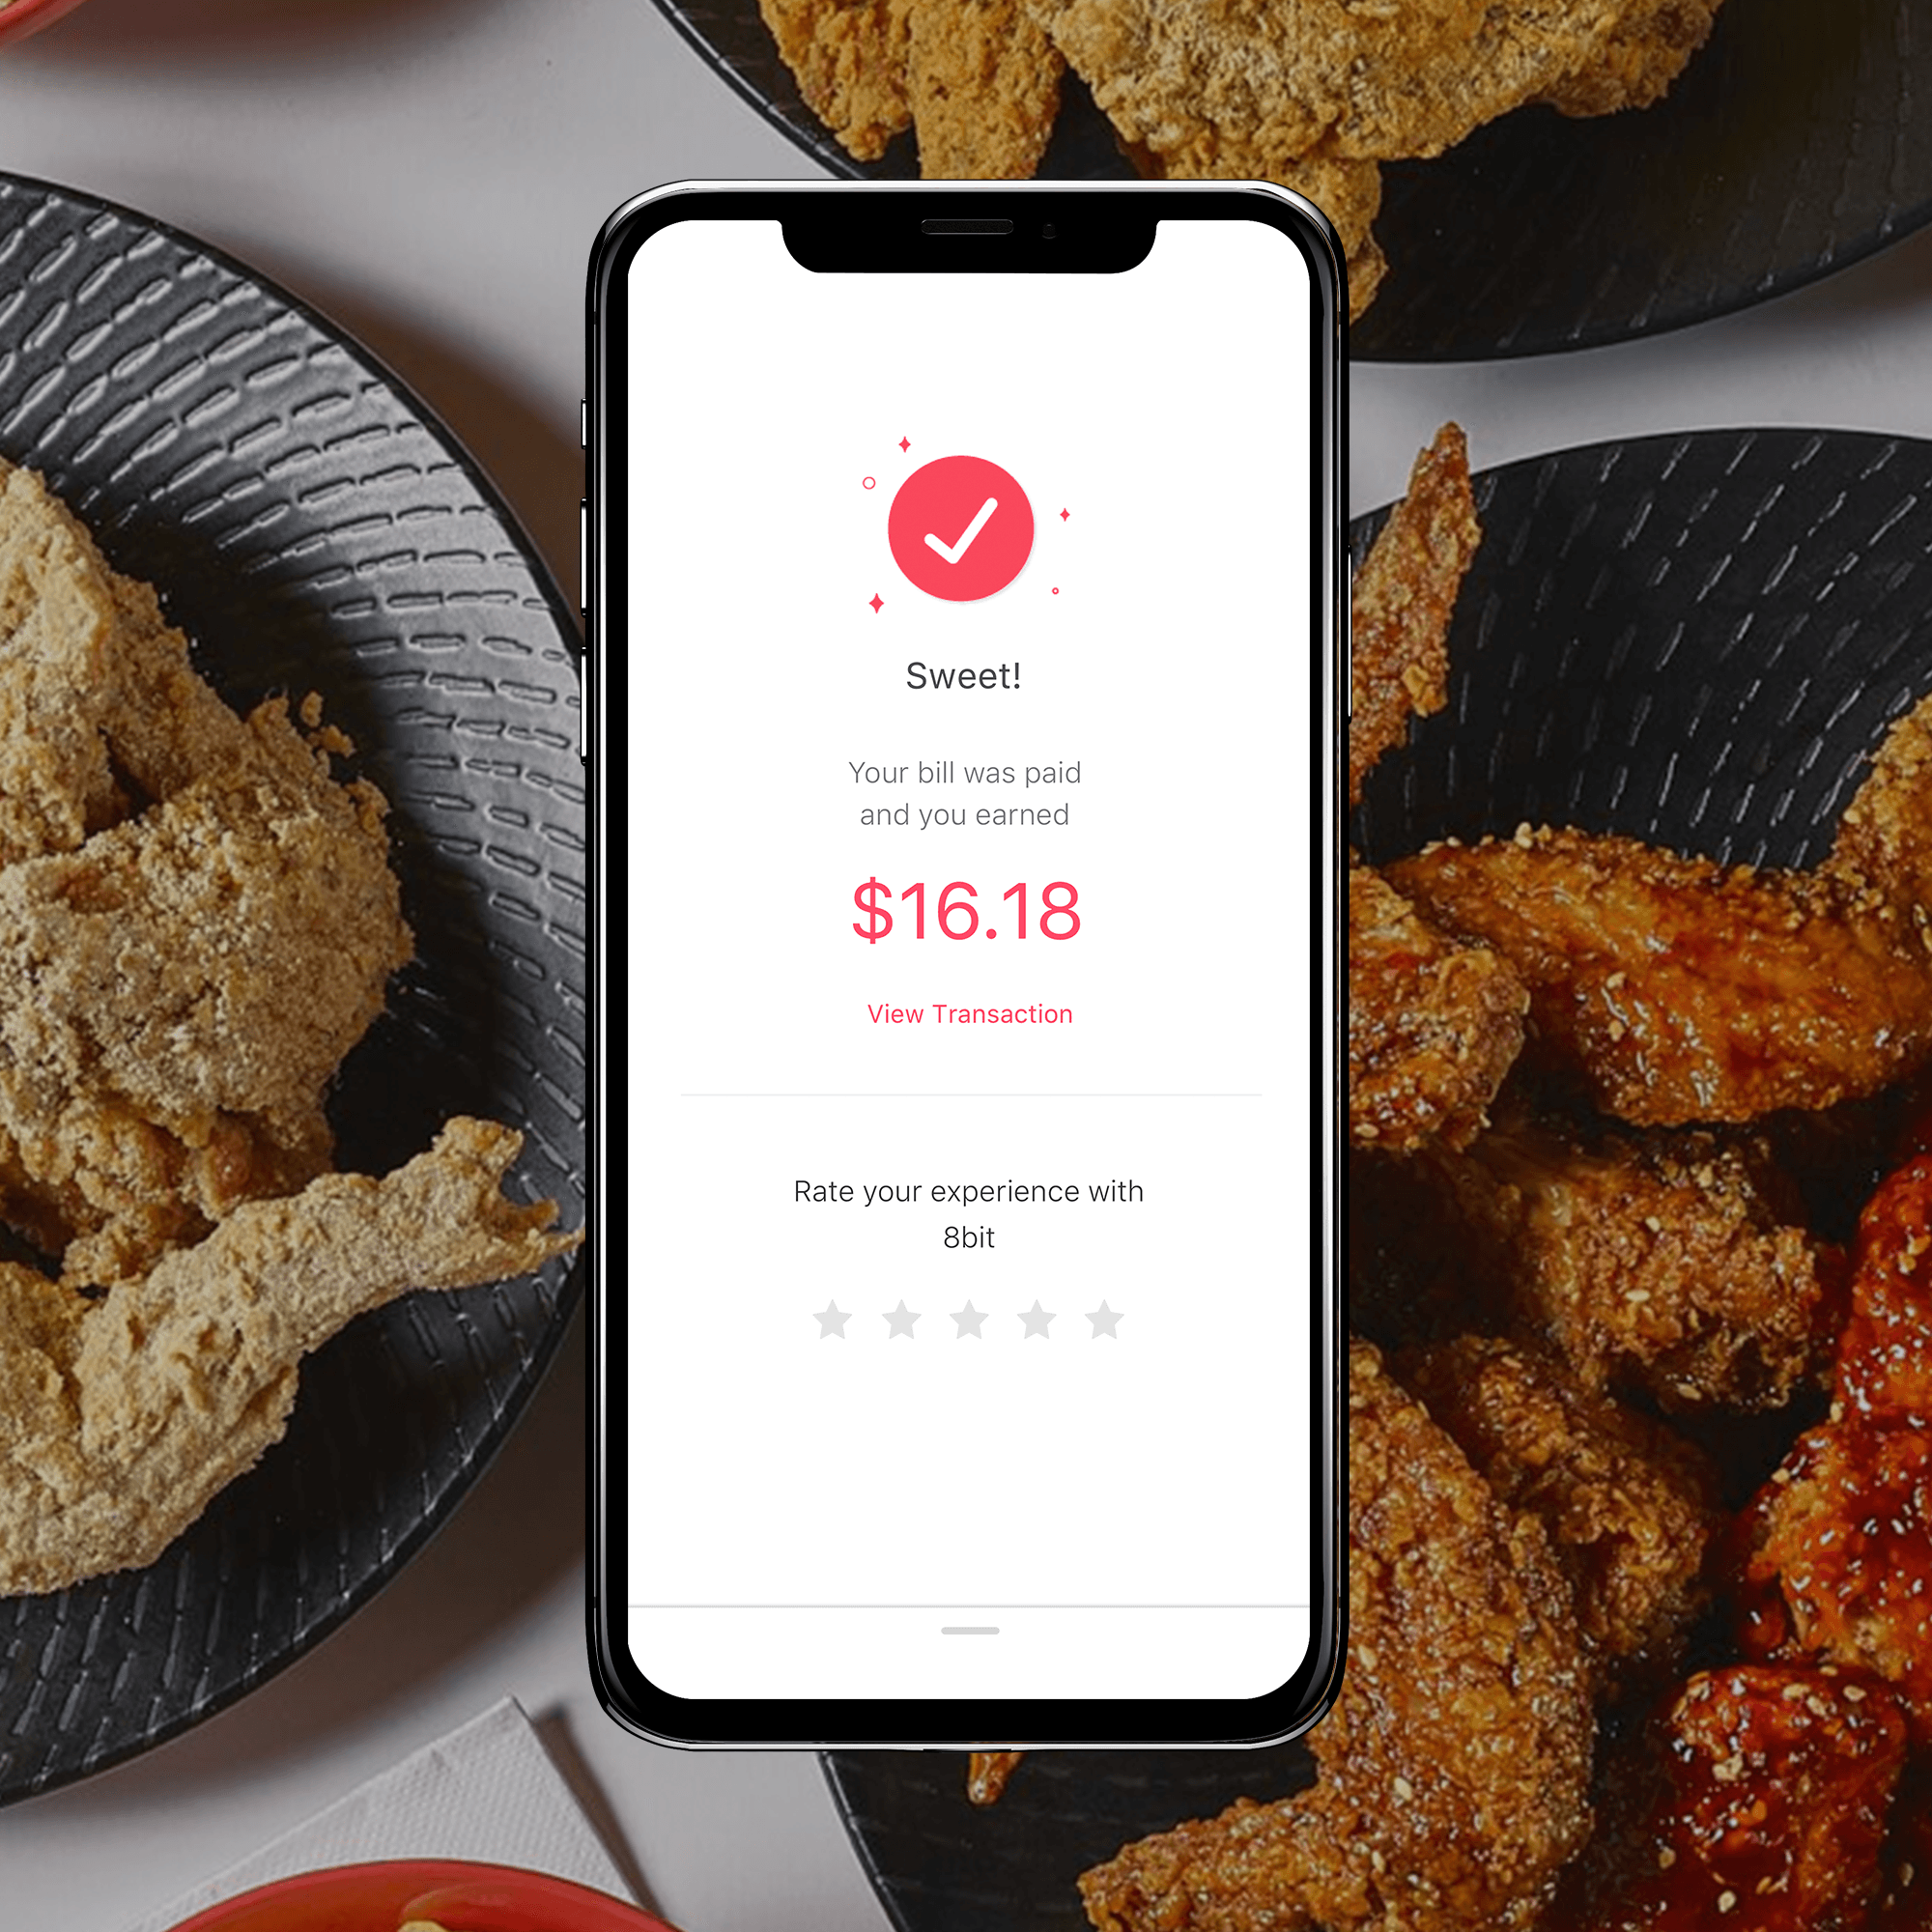 Sweet!
Your bill was paid
and you earned
$16.18
View Transaction
Rate your experience with
8bit